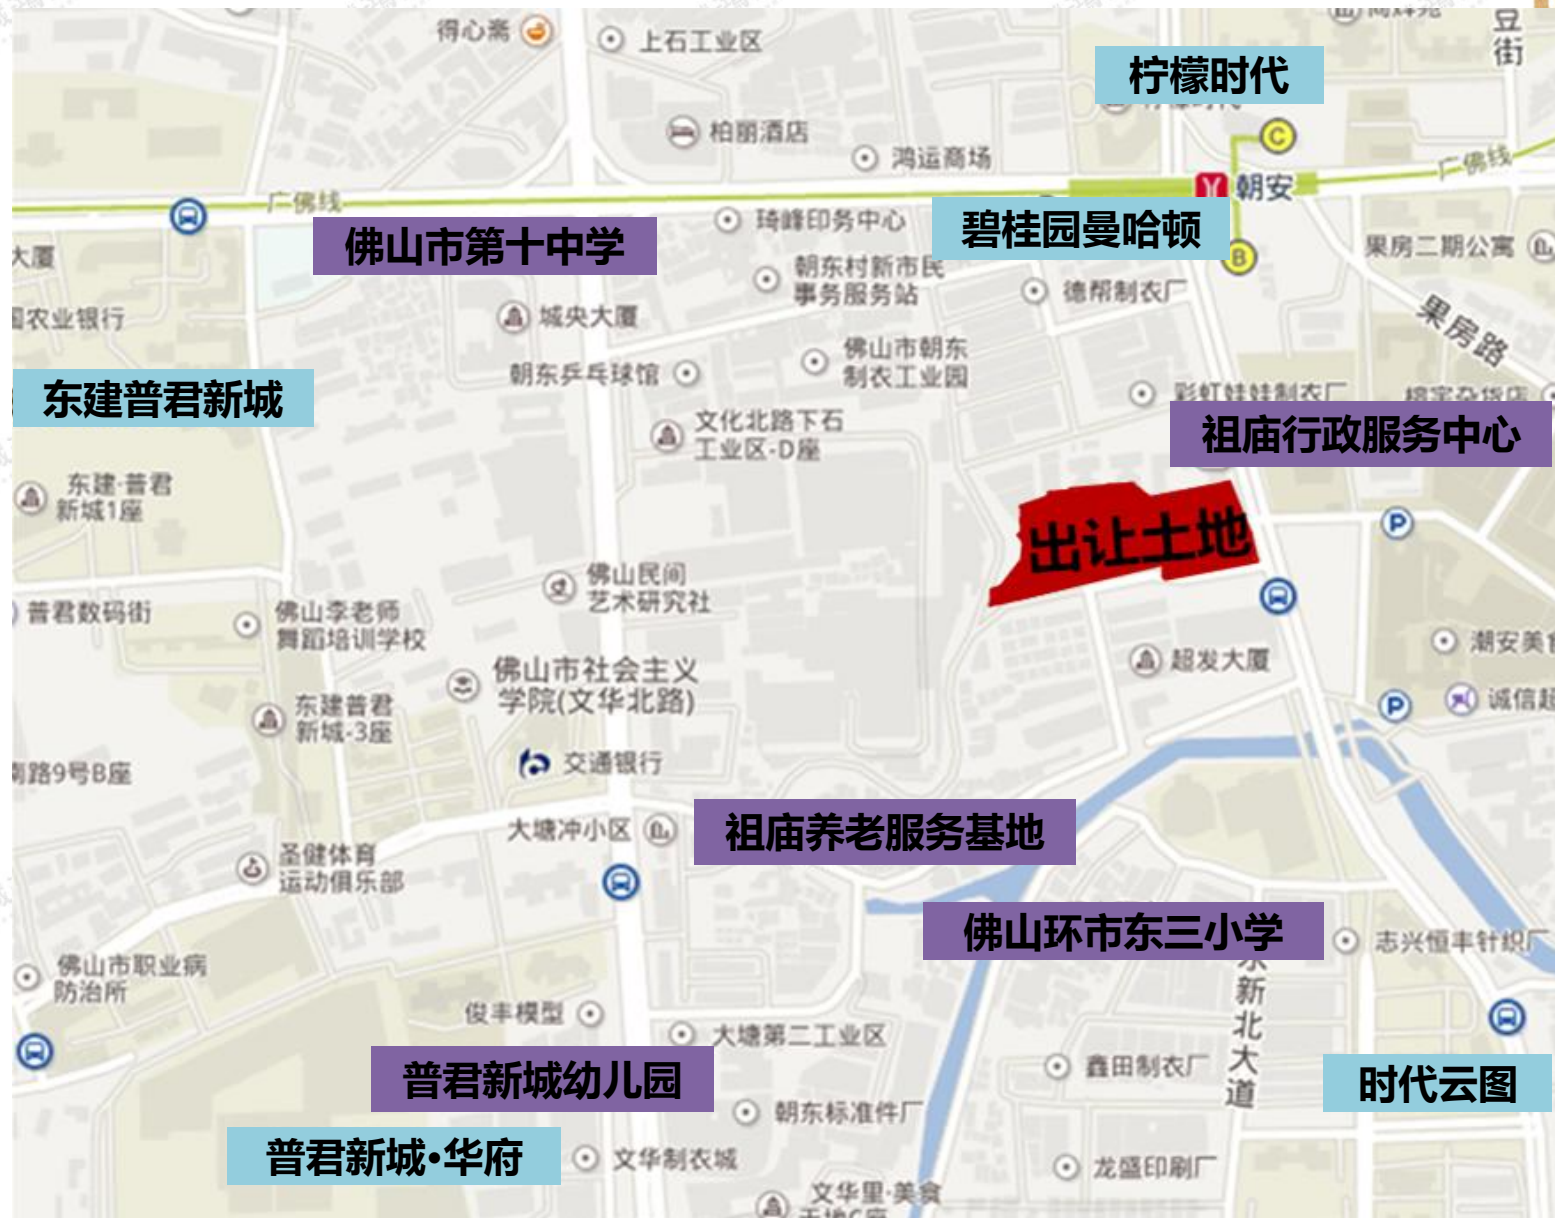 得心斋
上石工业区
豆街
柠檬时代
C
柏丽酒店
鸿运商场
广佛线
朝安
广佛线
佛山市第十中学
琦峰印务中心
碧桂园曼哈顿
B
果房二期公寓
大厦
朝东村新市民
事务服务站
德帮制衣厂
国农业银行
城央大厦
果房路
朝东乒乓球馆
佛山市朝东
制衣工业园
东建普君新城
彩虹娃娃制衣厂
文化北路下石
工业区-D座
祖庙行政服务中心
东建·普君
新城1座
出让土地
P
佛山民间
艺术研究社
普君数码街
佛山李老师
舞蹈培训学校
潮安美食
超发大厦
佛山市社会主义
学院(文华北路)
P
诚信超
东建普君
新城-3座
交通银行
南路9号B座
大塘冲小区
祖庙养老服务基地
圣健体育
运动俱乐部
佛山环市东三小学
志兴恒丰针织厂
佛山市职业病
防治所
新北大道
俊丰模型
大塘第二工业区
普君新城幼儿园
鑫田制衣厂
时代云图
朝东标准件厂
普君新城·华府
文华制衣城
龙盛印刷厂
文华里·美食